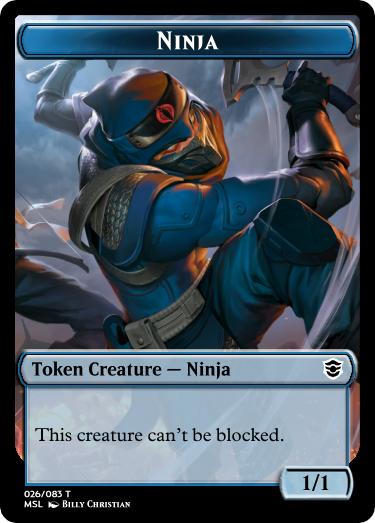 Ninja
Token Creature — Ninja
This creature can't be blocked.
1/1
026/083 T
MSL Billy Christian